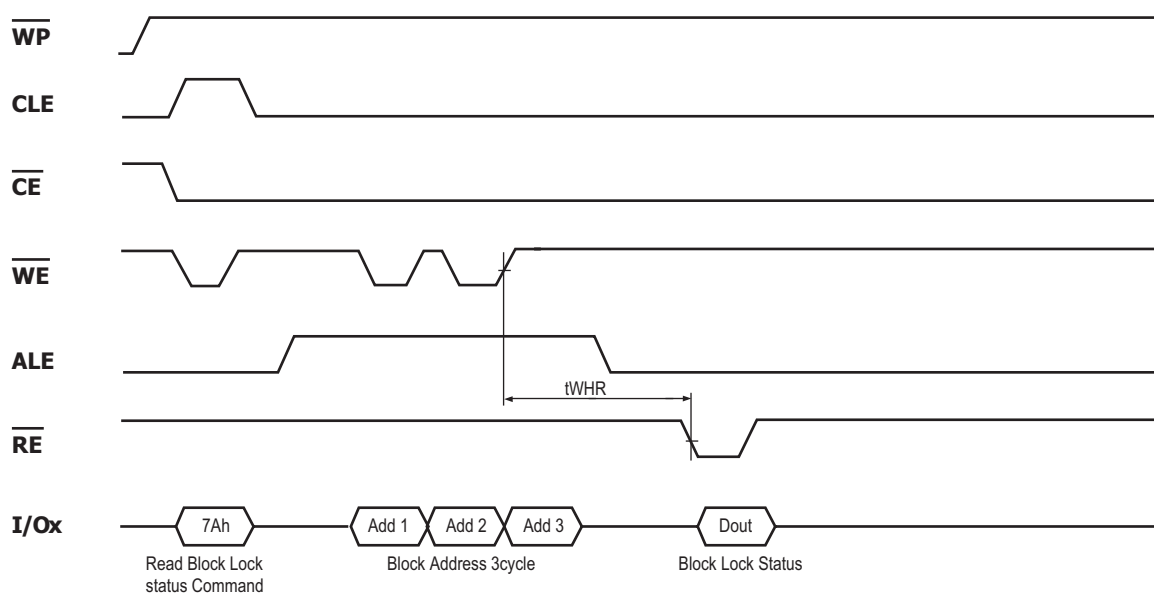 WP
CLE
CE
WE
ALE
tWHR
RE
I/Ox
7Ah
Add 1
Add 2
Add 3
Dout
Read Block Lock
status Command
Block Address 3cycle
Block Lock Status